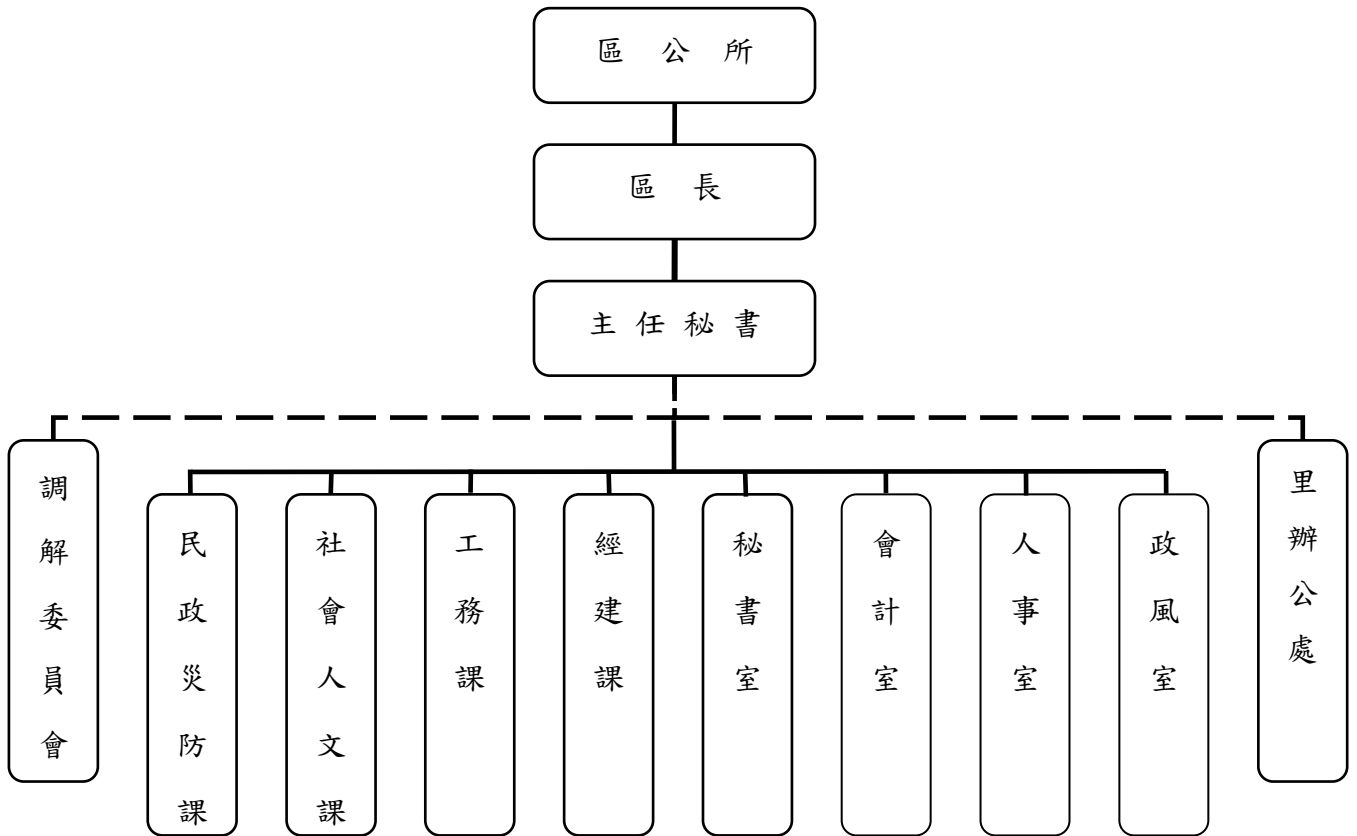 區公所
區長
主任秘書
調解委員會
民政災防課
社會人文課
工務課
經建課
秘書室
會計室
人事室
政風室
里辦公處